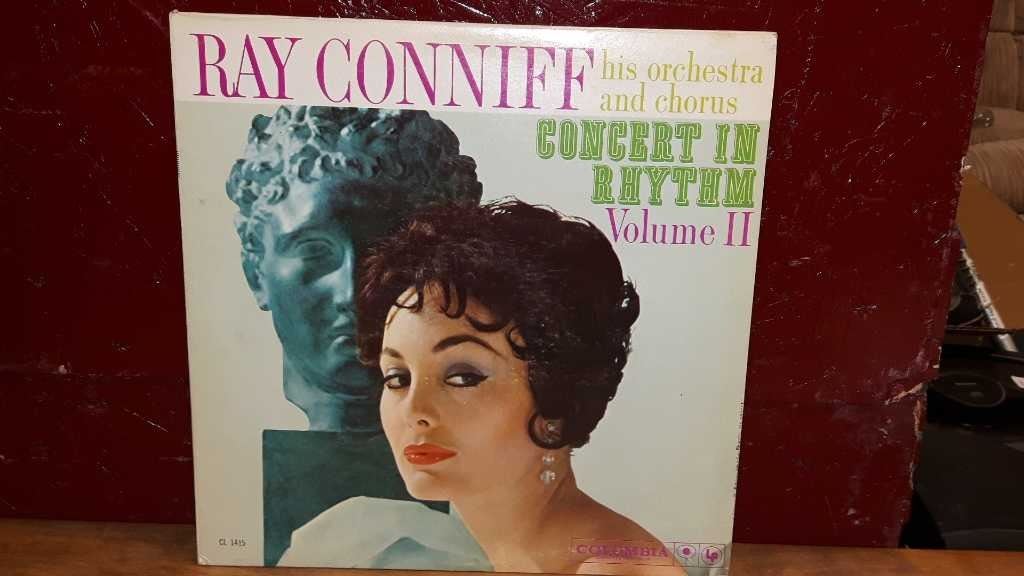 RAY CONNIFF
his orchestra
and chorus
CONCERT IN
RHYTHM
Volume II
CL 1415
COLUMBIA